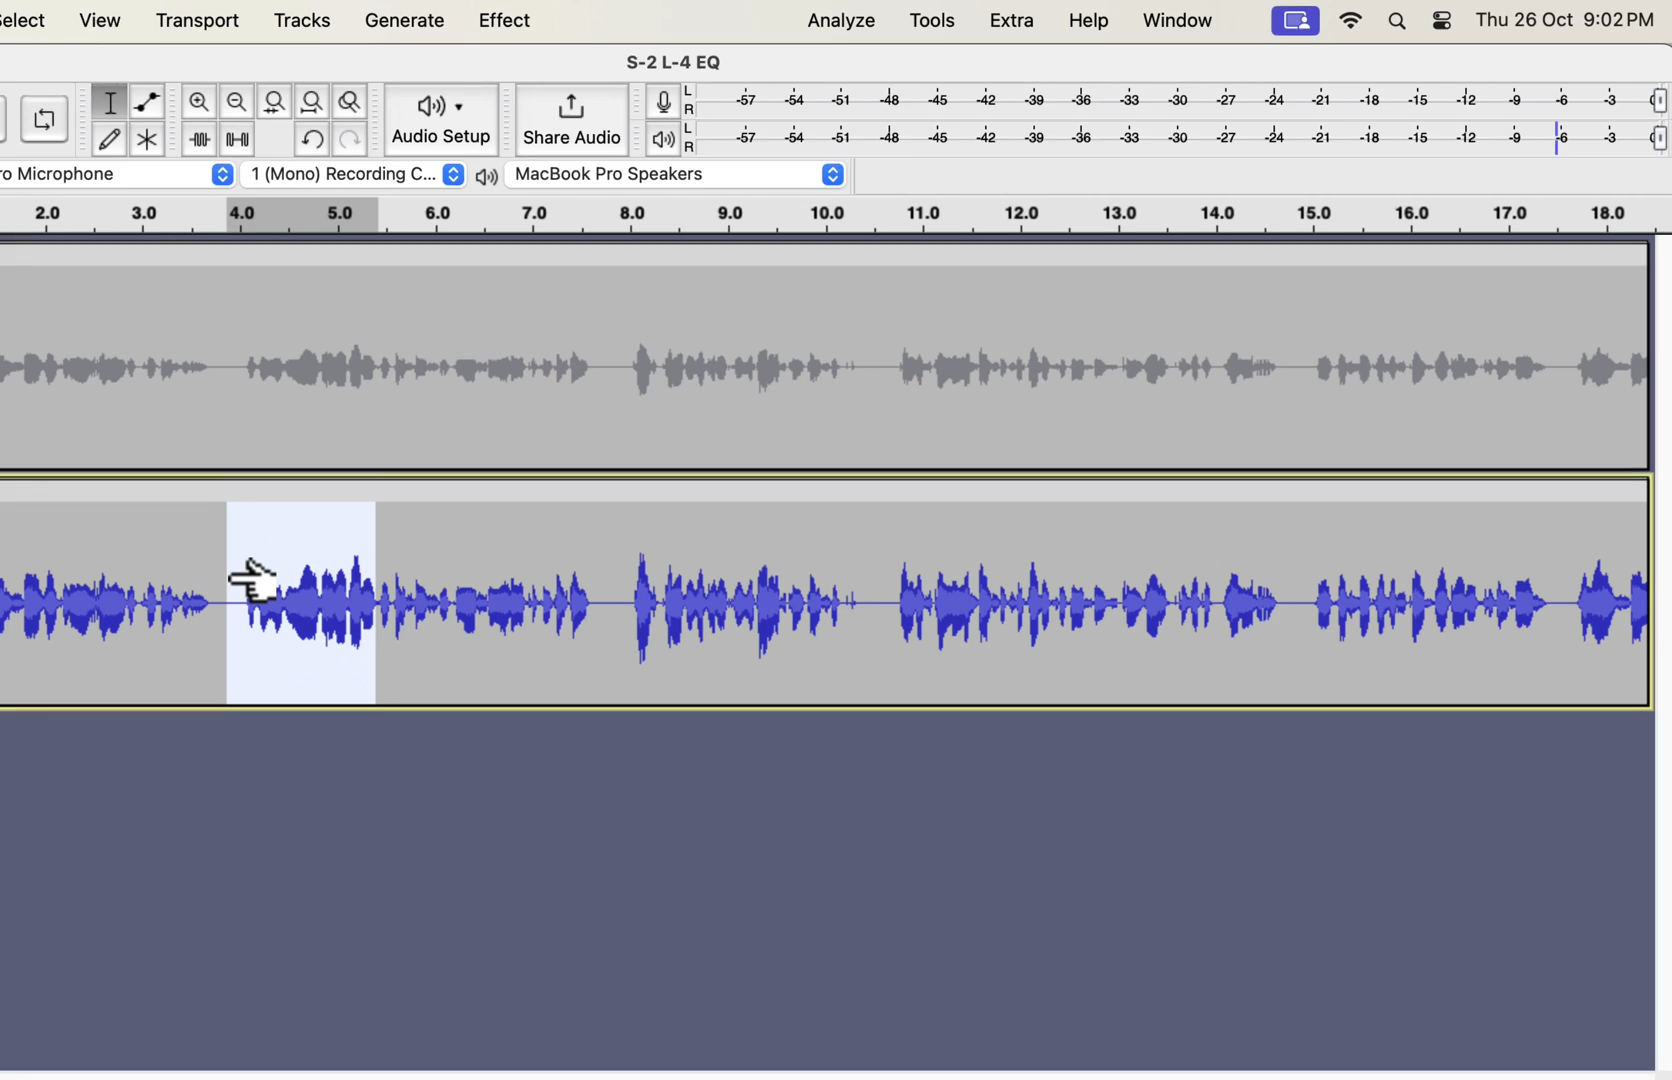 Select View Transport Tracks Generate Effect Analyze Tools Extra Help Window Thu 26 Oct 9:02 PM
S-2 L-4 EQ
L
R
-57 -54 -51 -48 -45 -42 -39 -36 -33 -30 -27 -24 -21 -18 -15 -12 -9 -6 -3 0
Audio Setup
Share Audio
L
R
-57 -54 -51 -48 -45 -42 -39 -36 -33 -30 -27 -24 -21 -18 -15 -12 -9 -6 -3 0
ro Microphone 1 (Mono) Recording C... MacBook Pro Speakers
2.0 3.0 4.0 5.0 6.0 7.0 8.0 9.0 10.0 11.0 12.0 13.0 14.0 15.0 16.0 17.0 18.0